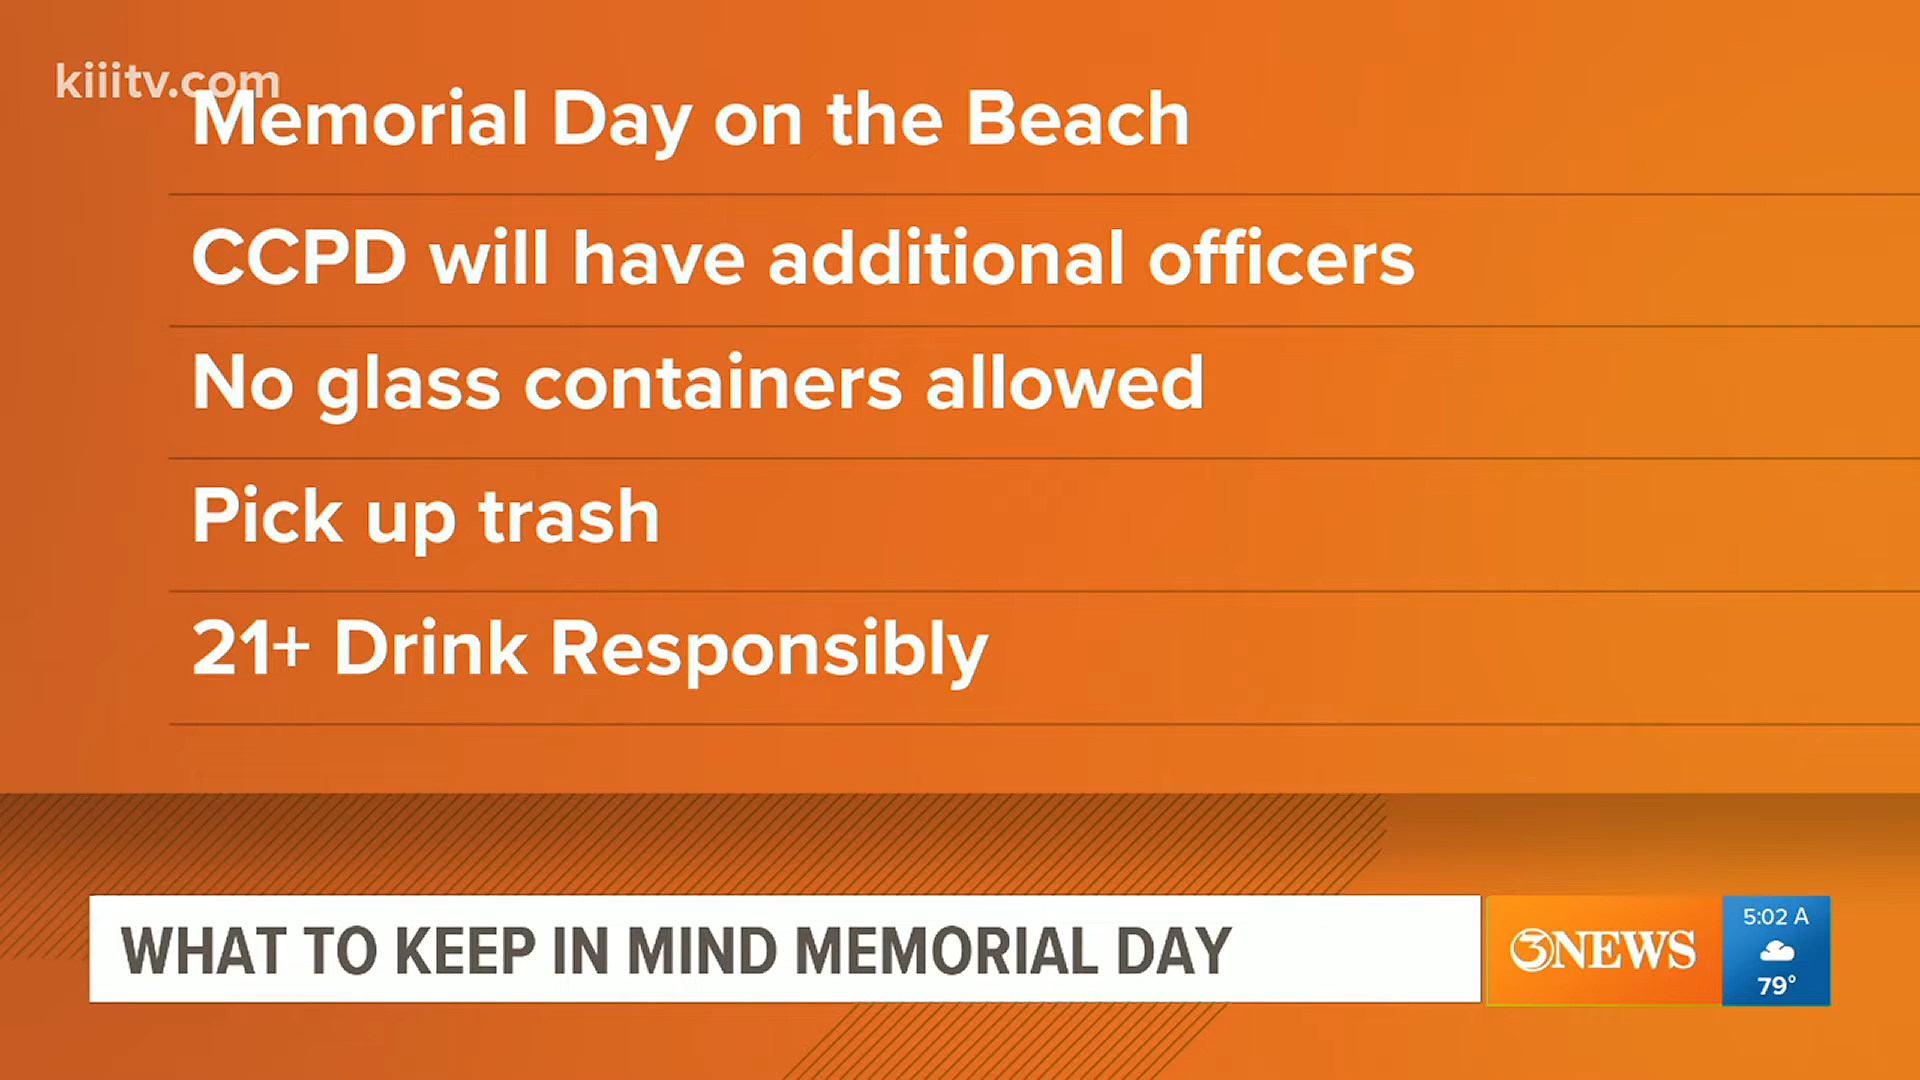 kiiitv.com
Memorial Day on the Beach
CCPD will have additional officers
No glass containers allowed
Pick up trash
21+ Drink Responsibly
WHAT TO KEEP IN MIND MEMORIAL DAY
3NEWS
5:02 A
79°